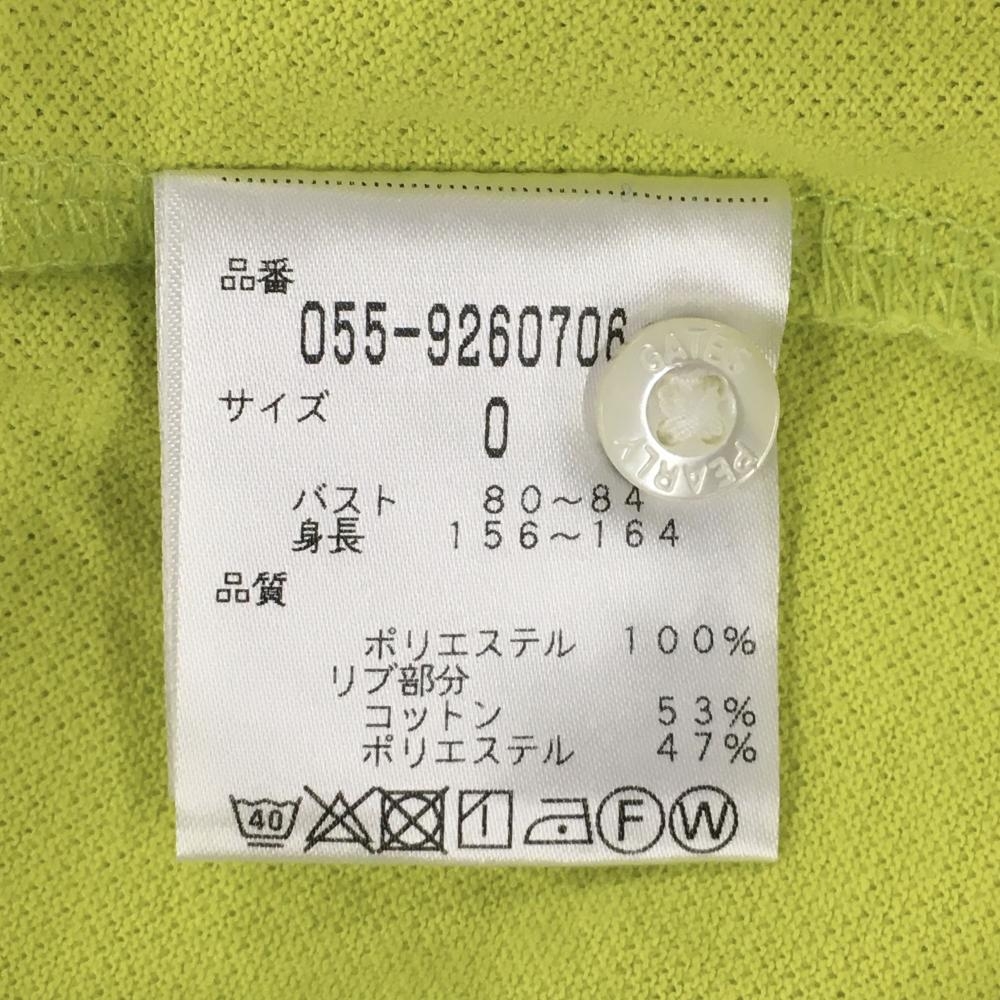 品番
055-9260706
サイズ
0
バスト 80~84
身長 156~164
品質
ポリエステル 100%
リブ部分
コットン 53%
ポリエステル 47%
40 F W
PEARLY GATES